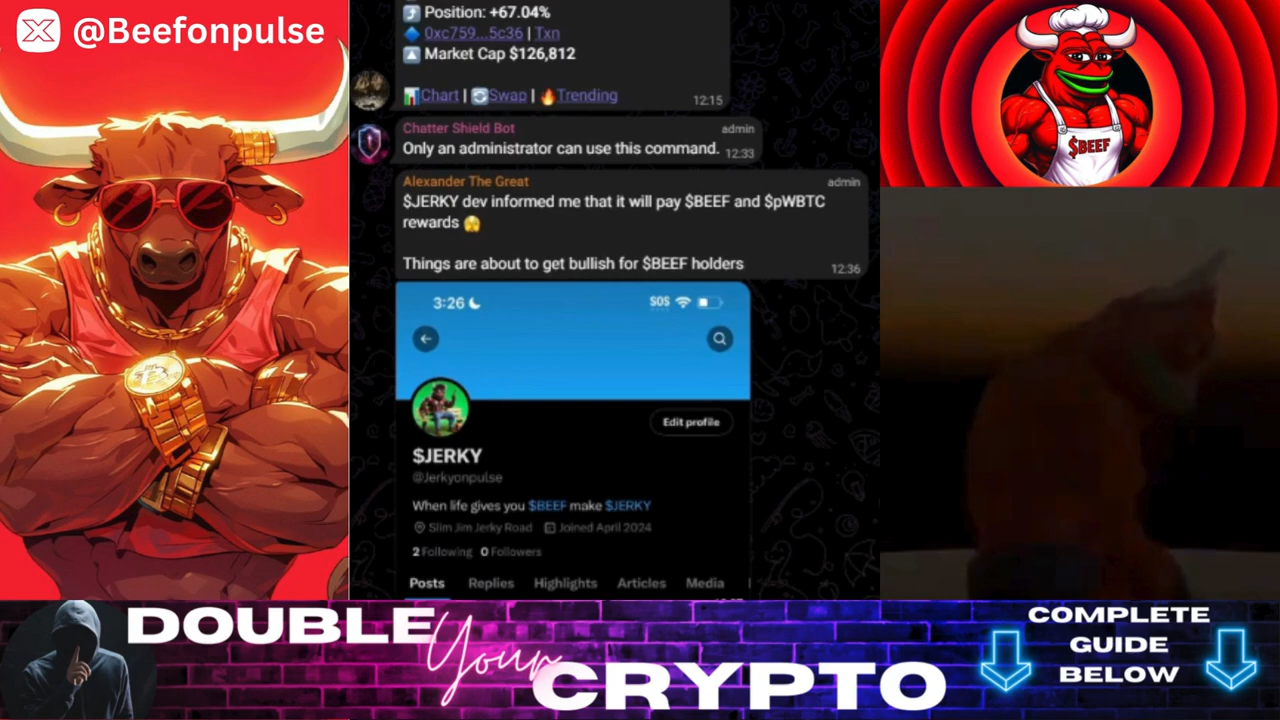 @Beefonpulse
Position: +67.04%
0xc759...5c36 | Txn
Market Cap $126,812
Chart | Swap | Trending
12:15
Chatter Shield Bot
admin
Only an administrator can use this command.
12:33
Alexander The Great
admin
$JERKY dev informed me that it will pay $BEEF and $pWBTC
rewards
Things are about to get bullish for $BEEF holders
12:36
3:26
SOS
Edit profile
$JERKY
@Jerkyonpulse
When life gives you $BEEF make $JERKY
Slim Jim Jerky Road Joined April 2024
2 Following 0 Followers
Posts Replies Highlights Articles Media
$BEEF
DOUBLE
Your
CRYPTO
COMPLETE
GUIDE
BELOW